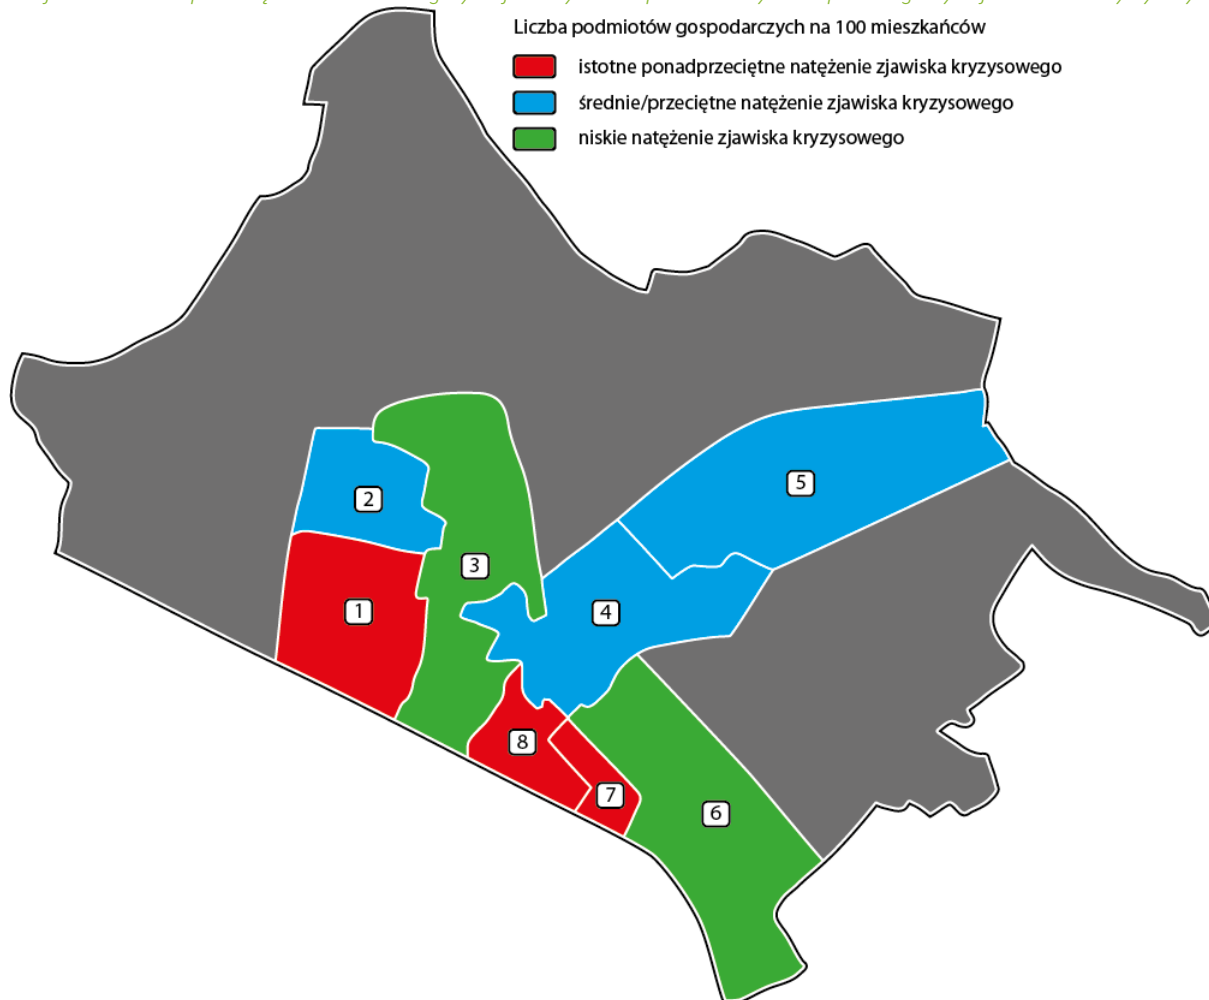 Liczba podmiotów gospodarczych na 100 mieszkańców
istotne ponadprzeciętne natężenie zjawiska kryzysowego
średnie/przeciętne natężenie zjawiska kryzysowego
niskie natężenie zjawiska kryzysowego
2
5
3
1
4
8
7
6